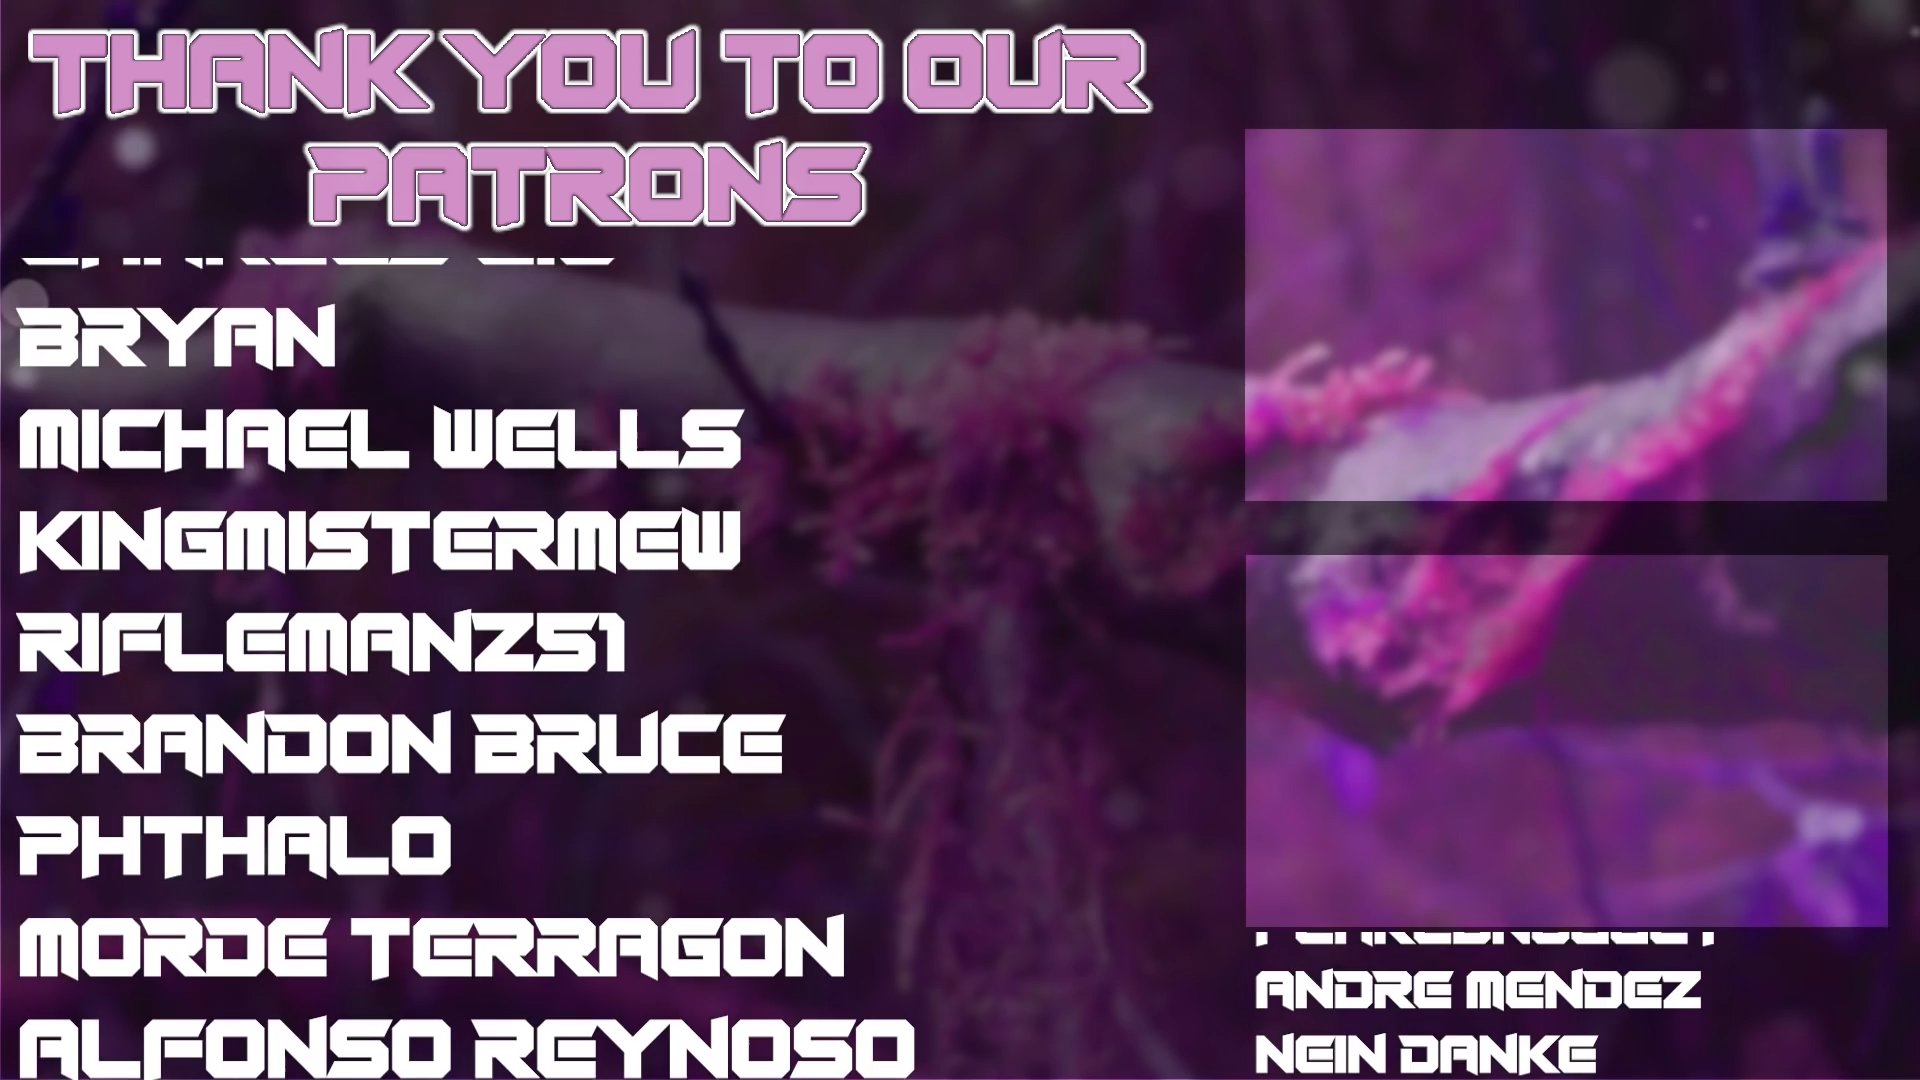 THANK YOU TO OUR
PATRONS
BRYAN
MICHAEL WELLS
KINGMISTERMEW
RIFLEMANZ51
BRANDON BRUCE
PHTHALO
MORDE TERRAGON
ALFONSO REYNOSO
ANDRE MENDEZ
NEIN DANKE